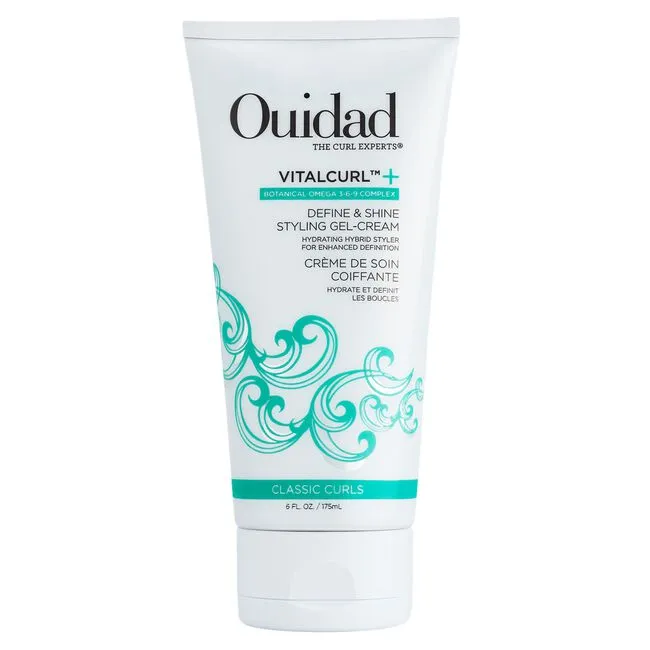 Ouidad
THE CURL EXPERTS®
VITALCURL™+
BOTANICAL OMEGA 3-6-9 COMPLEX
DEFINE & SHINE
STYLING GEL-CREAM
HYDRATING HYBRID STYLER
FOR ENHANCED DEFINITION
CRÈME DE SOIN
COIFFANTE
HYDRATE ET DEFINIT
LES BOUCLES
CLASSIC CURLS
6 FL. OZ. / 175mL